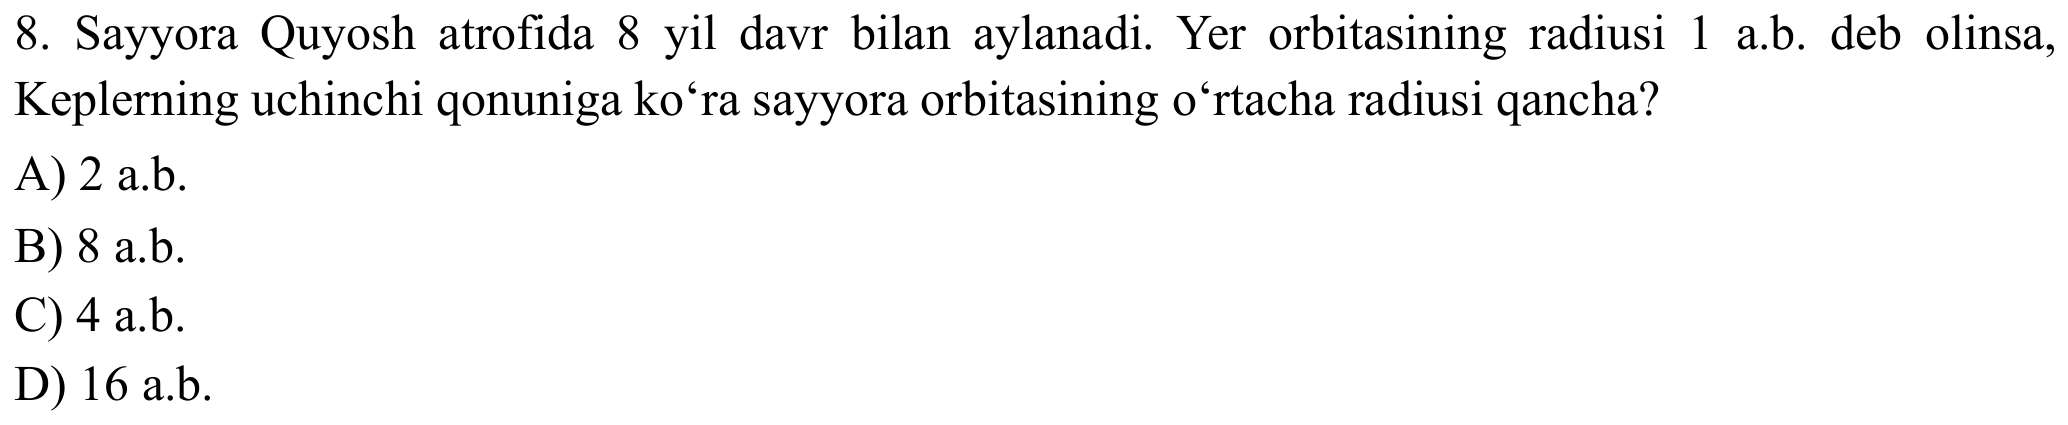 8. Sayyora Quyosh atrofida 8 yil davr bilan aylanadi. Yer orbitasining radiusi 1 a.b. deb olinsa,
Keplerning uchinchi qonuniga ko‘ra sayyora orbitasining o‘rtacha radiusi qancha?
A) 2 a.b.
B) 8 a.b.
C) 4 a.b.
D) 16 a.b.